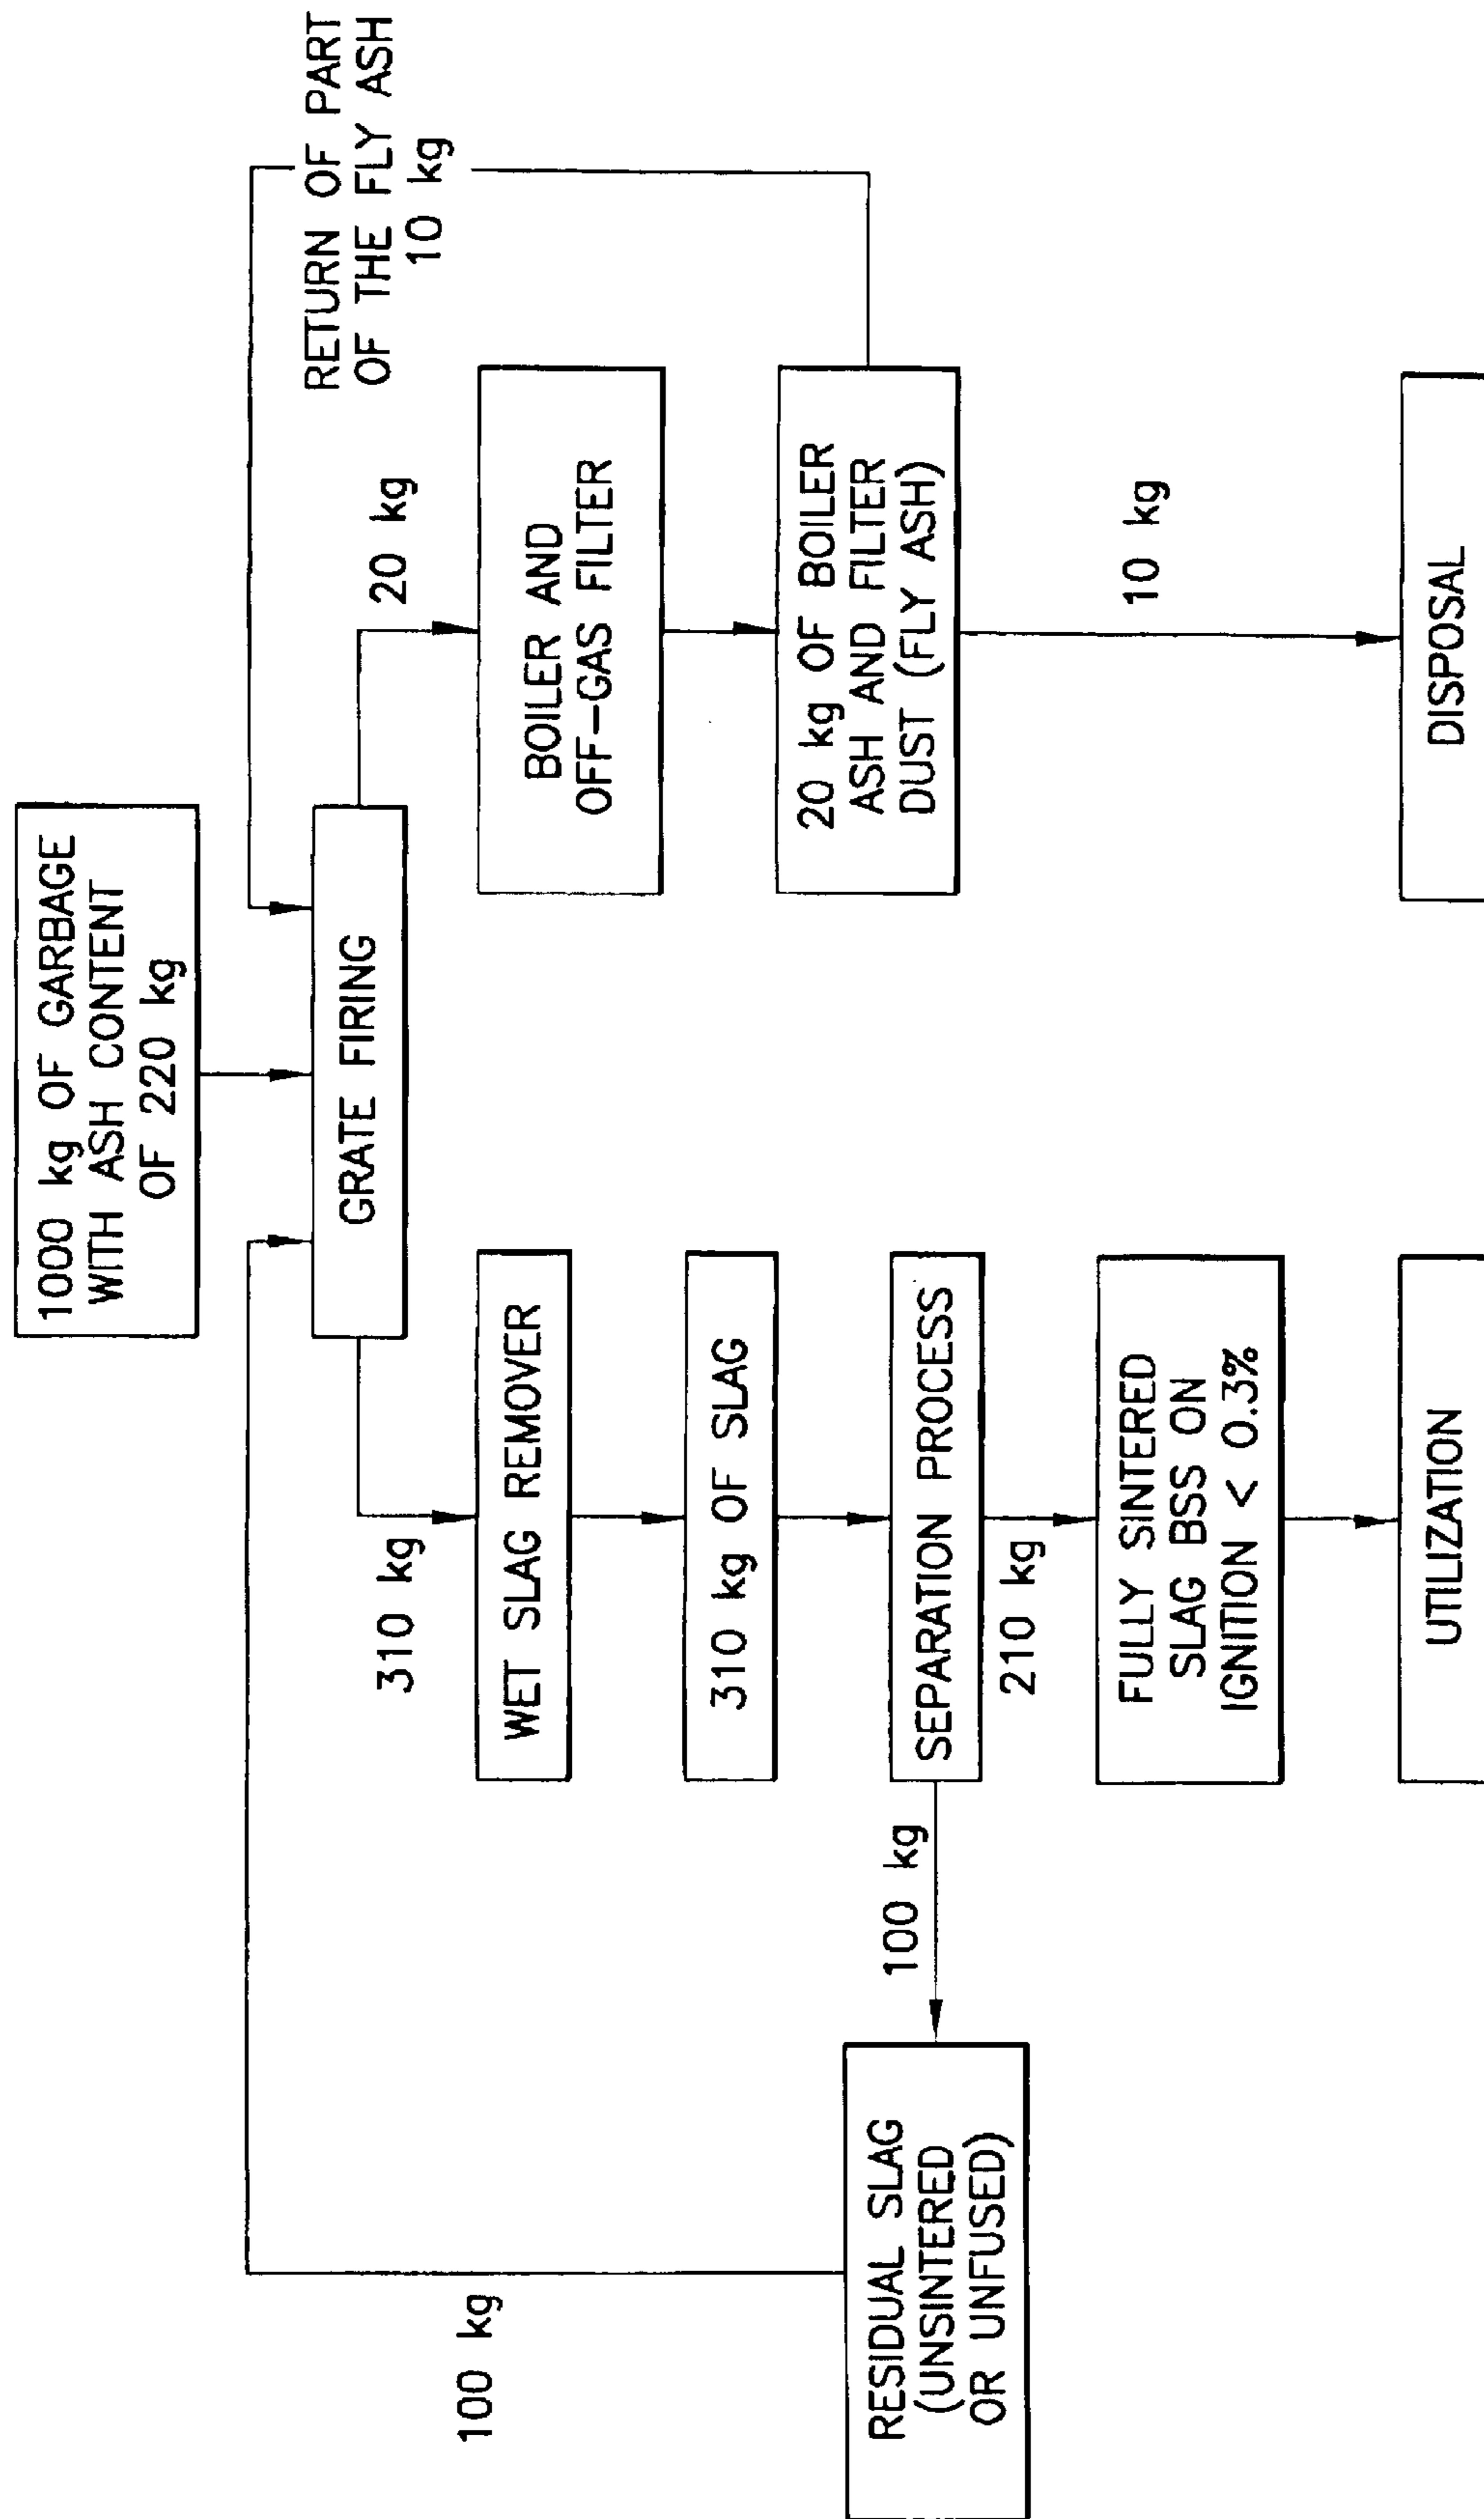 1000 kg OF GARBAGE
WITH ASH CONTENT
OF 220 kg
RETURN OF PART
OF THE FLY ASH
10 kg
GRATE FIRING
100 kg
310 kg
20 kg
WET SLAG REMOVER
BOILER AND
OFF-GAS FILTER
310 kg OF SLAG
20 kg OF BOILER
ASH AND FILTER
DUST (FLY ASH)
RESIDUAL SLAG
(UNSINTERED
OR UNFUSED)
100 kg
SEPARATION PROCESS
210 kg
10 kg
FULLY SINTERED
SLAG BSS ON
IGNITION < 0.3%
UTILIZATION
DISPOSAL